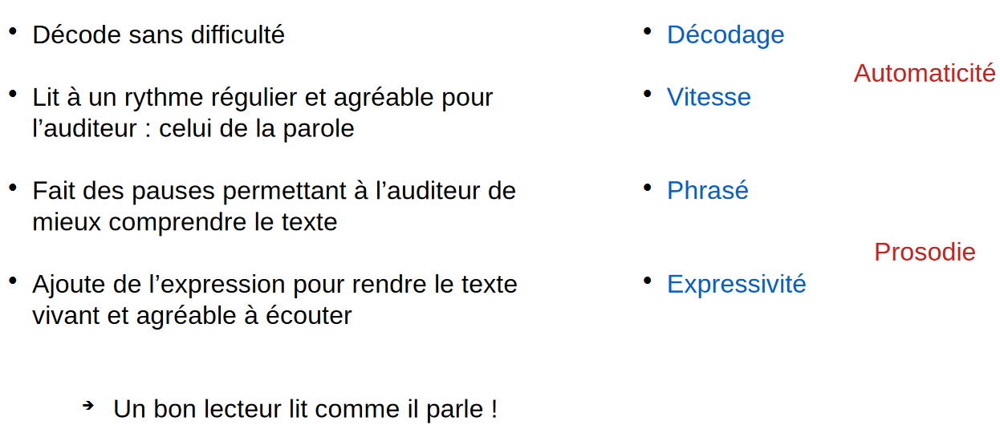 • Décode sans difficulté
• Lit à un rythme régulier et agréable pour
l’auditeur : celui de la parole
• Fait des pauses permettant à l’auditeur de
mieux comprendre le texte
• Ajoute de l’expression pour rendre le texte
vivant et agréable à écouter
➔ Un bon lecteur lit comme il parle !
• Décodage
• Vitesse
• Phrasé
• Expressivité
Automaticité
Prosodie